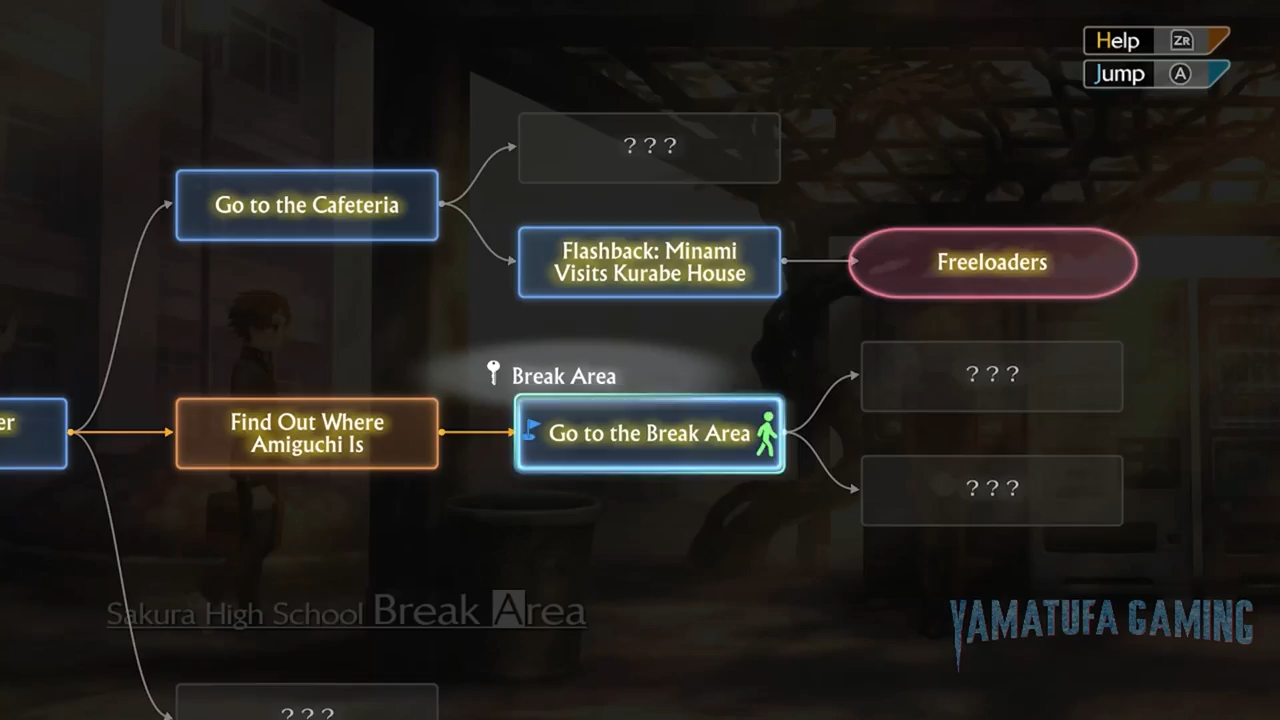 Help ZR
Jump A
? ? ?
Go to the Cafeteria
Flashback: Minami
Visits Kurabe House
Freeloaders
Break Area
? ? ?
er
Find Out Where
Amiguchi Is
Go to the Break Area
? ? ?
Sakura High School Break Area
YAMATUFA GAMING
? ? ?